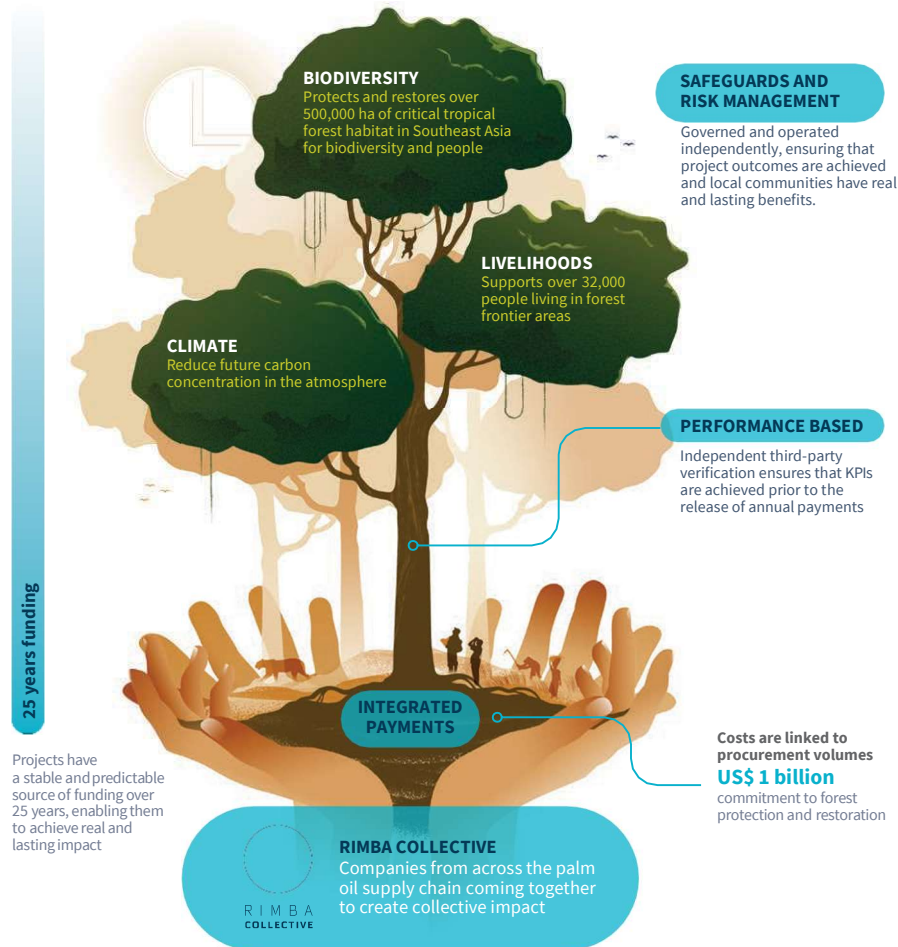 BIODIVERSITY
Protects and restores over
500,000 ha of critical tropical
forest habitat in Southeast Asia
for biodiversity and people
SAFEGUARDS AND
RISK MANAGEMENT
Governed and operated
independently, ensuring that
project outcomes are achieved
and local communities have real
and lasting benefits.
LIVELIHOODS
Supports over 32,000
people living in forest
frontier areas
CLIMATE
Reduce future carbon
concentration in the atmosphere
PERFORMANCE BASED
Independent third-party
verification ensures that KPIs
are achieved prior to the
release of annual payments
25 years funding
Projects have
a stable and predictable
source of funding over
25 years, enabling them
to achieve real and
lasting impact
INTEGRATED
PAYMENTS
Costs are linked to
procurement volumes
US$ 1 billion
commitment to forest
protection and restoration
RIMBA
COLLECTIVE
RIMBA COLLECTIVE
Companies from across the palm
oil supply chain coming together
to create collective impact